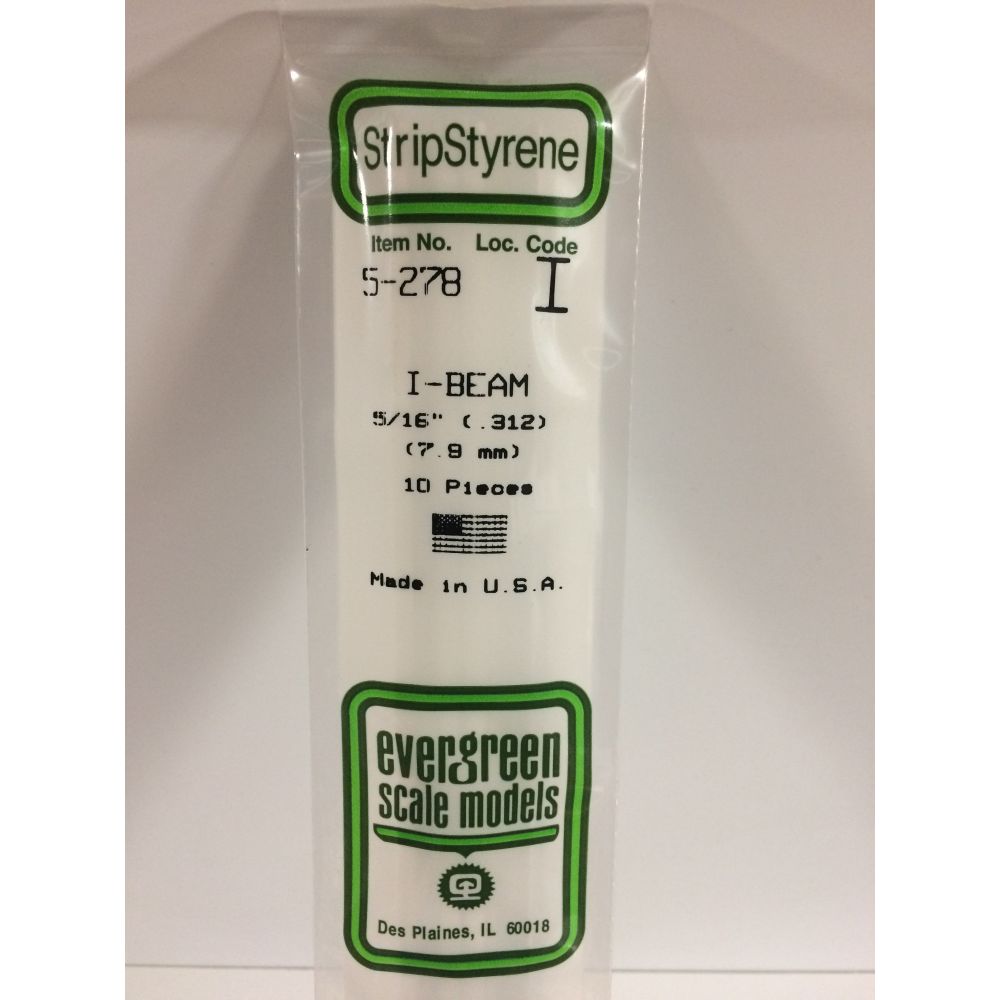 StripStyrene
Item No. Loc. Code
5-278 I
I-BEAM
5/16" (.312)
(7.9 mm)
10 Pieces
Made in U.S.A.
evergreen
scale models
Des Plaines, IL 60018